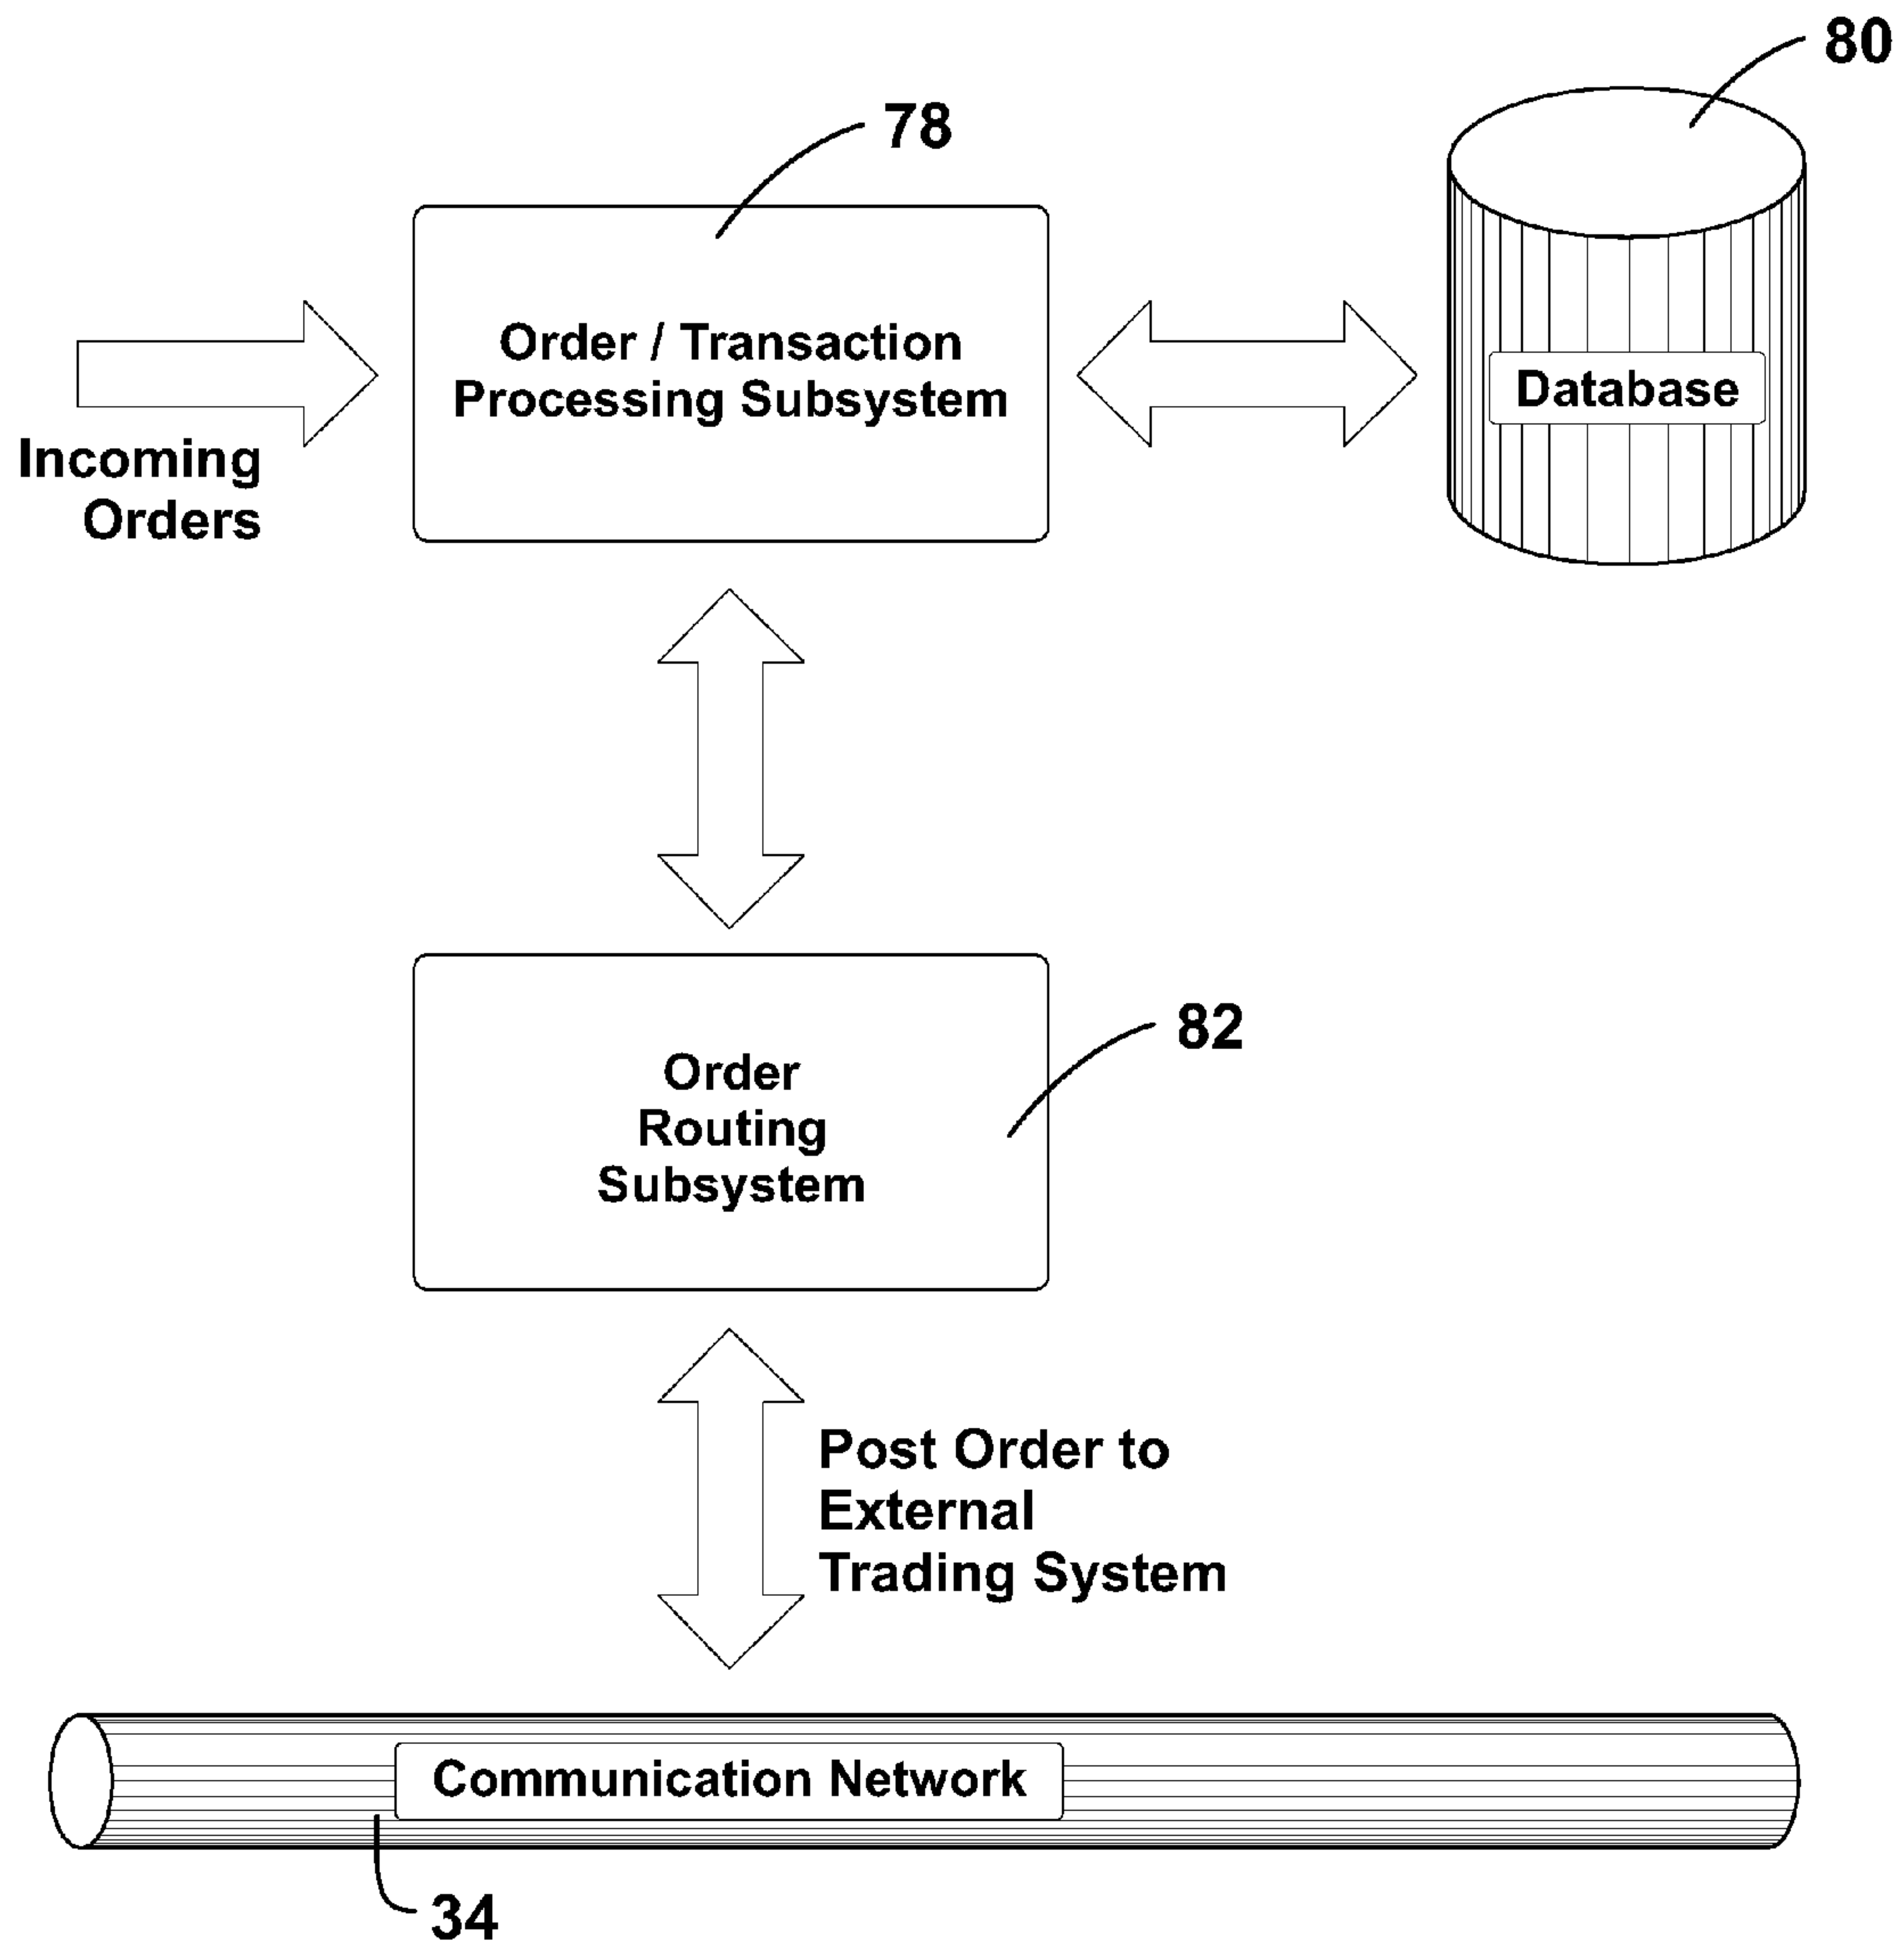 80
78
Order / Transaction
Processing Subsystem
Database
Incoming
Orders
82
Order
Routing
Subsystem
Post Order to
External
Trading System
Communication Network
34